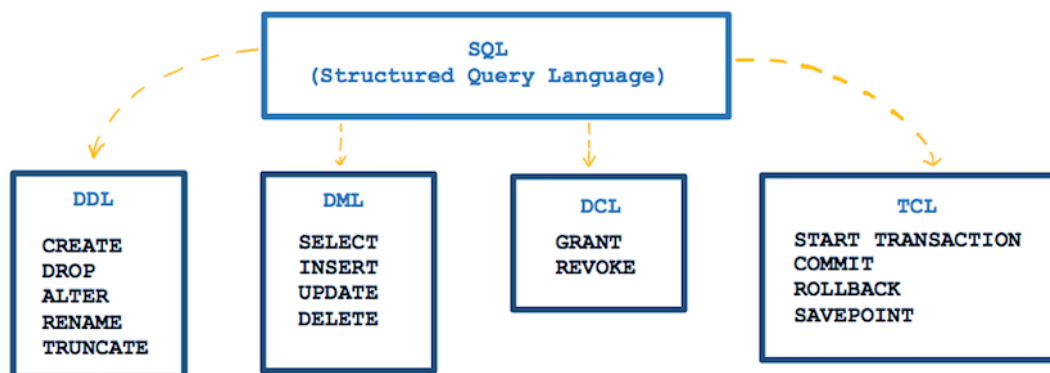 SQL
(Structured Query Language)
DDL
CREATE
DROP
ALTER
RENAME
TRUNCATE
DML
SELECT
INSERT
UPDATE
DELETE
DCL
GRANT
REVOKE
TCL
START TRANSACTION
COMMIT
ROLLBACK
SAVEPOINT